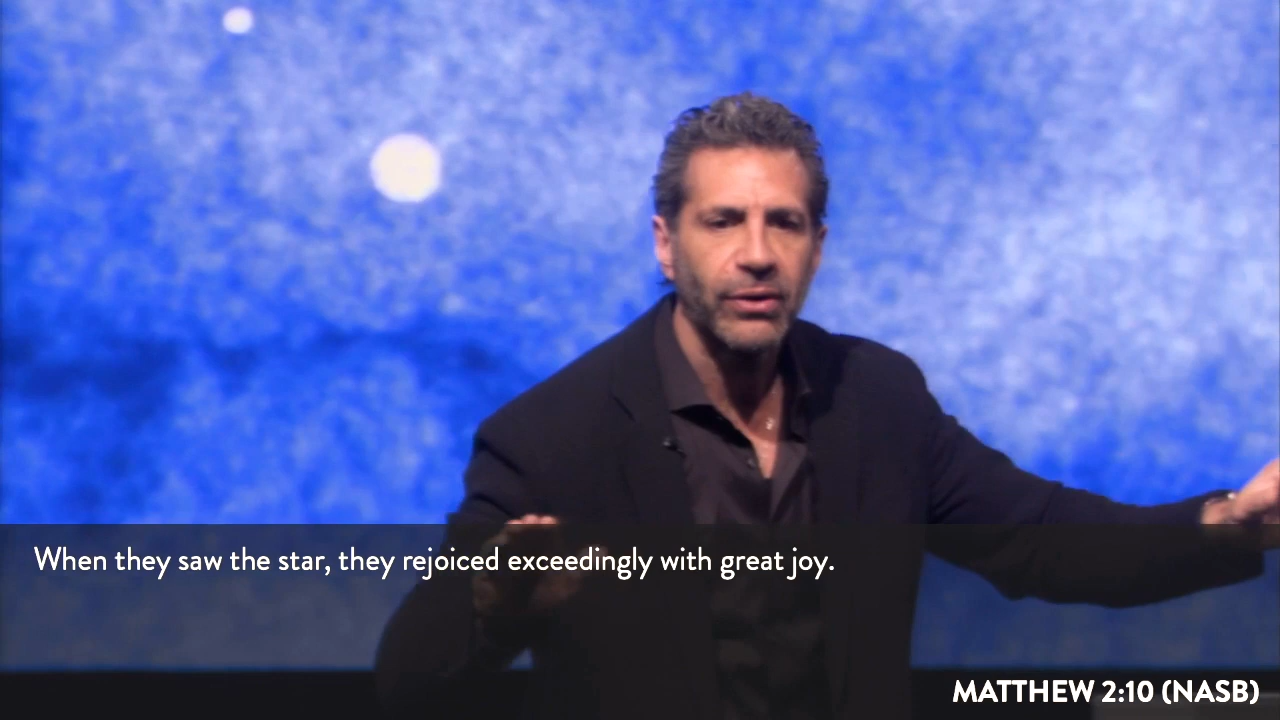 When they saw the star, they rejoiced exceedingly with great joy.
MATTHEW 2:10 (NASB)